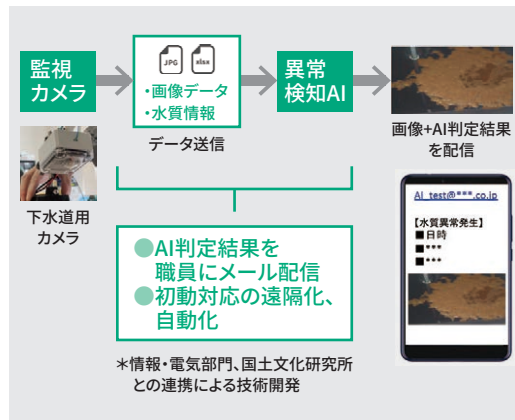 監視
カメラ
JPG
xlsx
・画像データ
・水質情報
データ送信
異常
検知AI
画像+AI判定結果
を配信
下水道用
カメラ
AI_test@***.co.jp
【水質異常発生】
■日時
■***
■***
●AI判定結果を
職員にメール配信
●初動対応の遠隔化、
自動化
＊情報・電気部門、国土文化研究所
との連携による技術開発